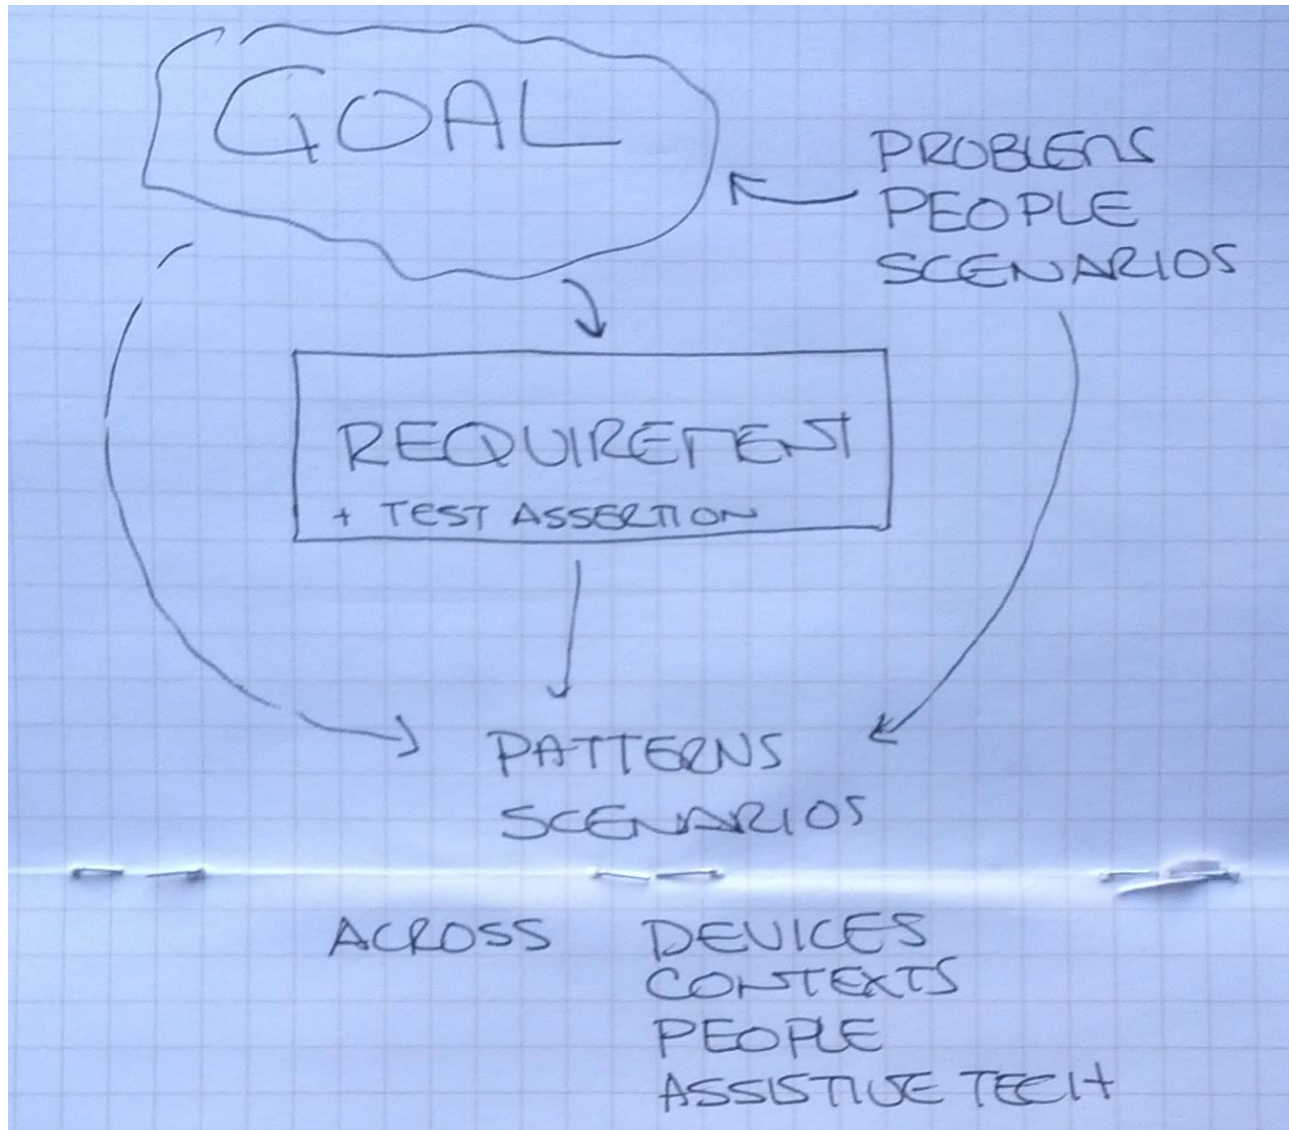 GOAL
PROBLEMS
PEOPLE
SCENARIOS
REQUIREMENT
+ TEST ASSERTION
PATTERNS
SCENARIOS
ACROSS DEVICES
CONTEXTS
PEOPLE
ASSISTIVE TECH